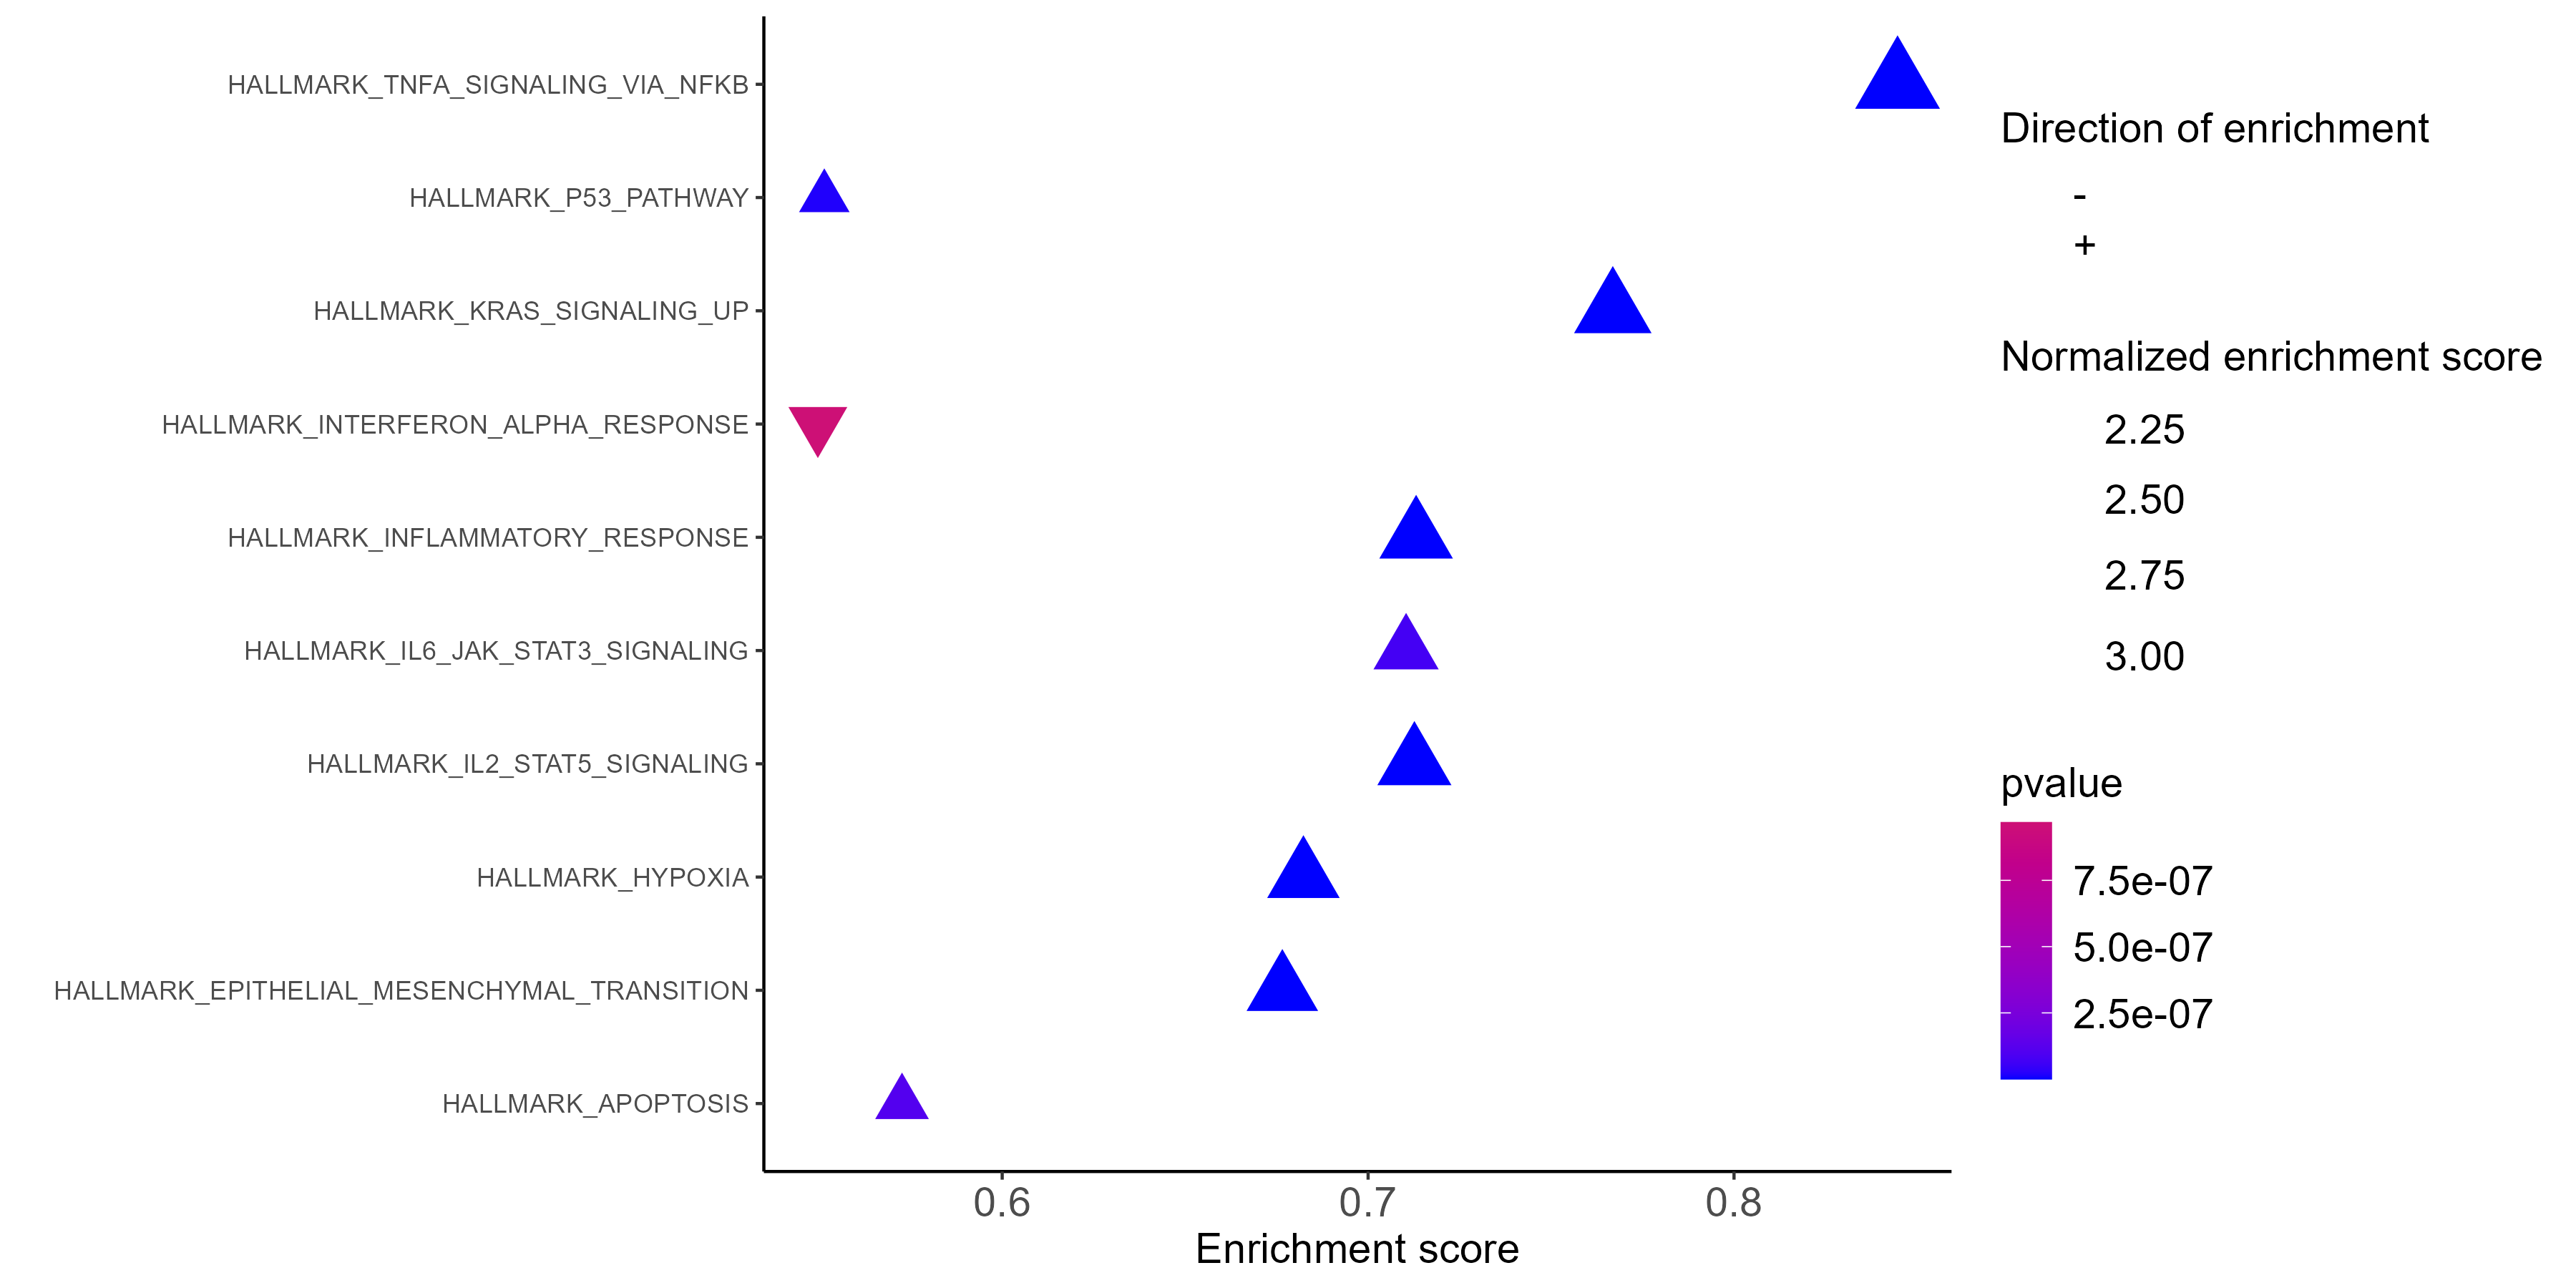 HALLMARK_TNFA_SIGNALING_VIA_NFKB
HALLMARK_P53_PATHWAY
HALLMARK_KRAS_SIGNALING_UP
HALLMARK_INTERFERON_ALPHA_RESPONSE
HALLMARK_INFLAMMATORY_RESPONSE
HALLMARK_IL6_JAK_STAT3_SIGNALING
HALLMARK_IL2_STAT5_SIGNALING
HALLMARK_HYPOXIA
HALLMARK_EPITHELIAL_MESENCHYMAL_TRANSITION
HALLMARK_APOPTOSIS
0.6 0.7 0.8
Enrichment score
Direction of enrichment
-
+
Normalized enrichment score
2.25
2.50
2.75
3.00
pvalue
7.5e-07
5.0e-07
2.5e-07